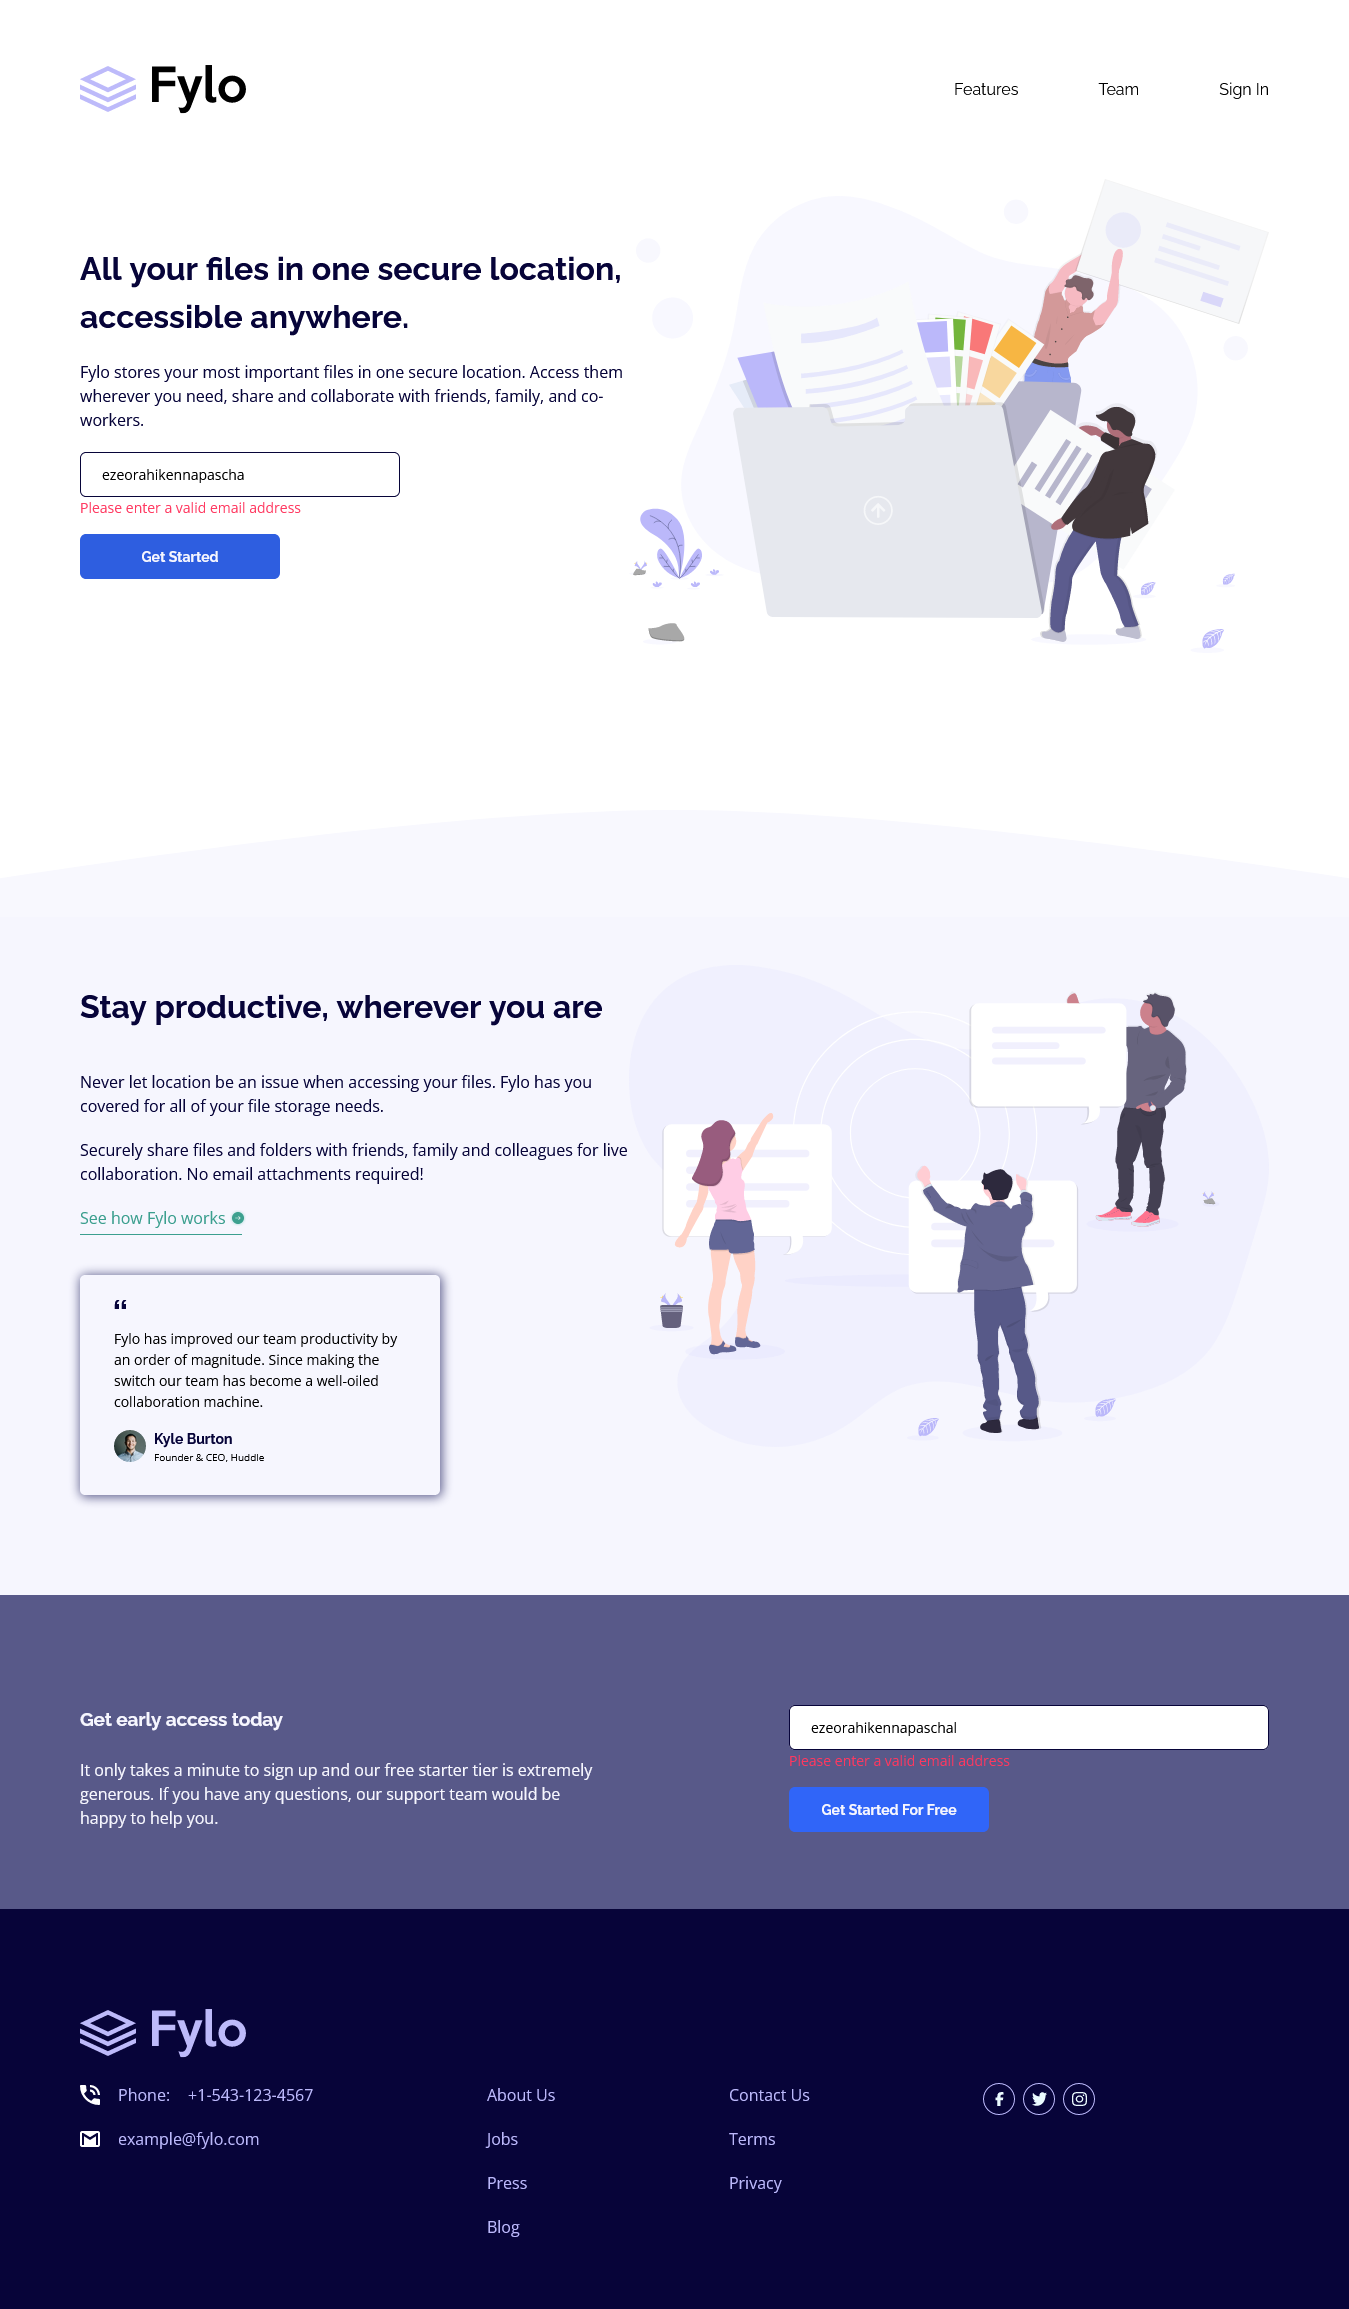 Fylo
Features
Team
Sign In
All your files in one secure location,
accessible anywhere.
Fylo stores your most important files in one secure location. Access them
wherever you need, share and collaborate with friends, family, and co-
workers.
ezeorahikennapascha
Please enter a valid email address
Get Started
Stay productive, wherever you are
Never let location be an issue when accessing your files. Fylo has you
covered for all of your file storage needs.
Securely share files and folders with friends, family and colleagues for live
collaboration. No email attachments required!
See how Fylo works
“
Fylo has improved our team productivity by
an order of magnitude. Since making the
switch our team has become a well-oiled
collaboration machine.
Kyle Burton
Founder & CEO, Huddle
Get early access today
It only takes a minute to sign up and our free starter tier is extremely
generous. If you have any questions, our support team would be
happy to help you.
ezeorahikennapaschal
Please enter a valid email address
Get Started For Free
Fylo
Phone: +1-543-123-4567
example@fylo.com
About Us
Jobs
Press
Blog
Contact Us
Terms
Privacy